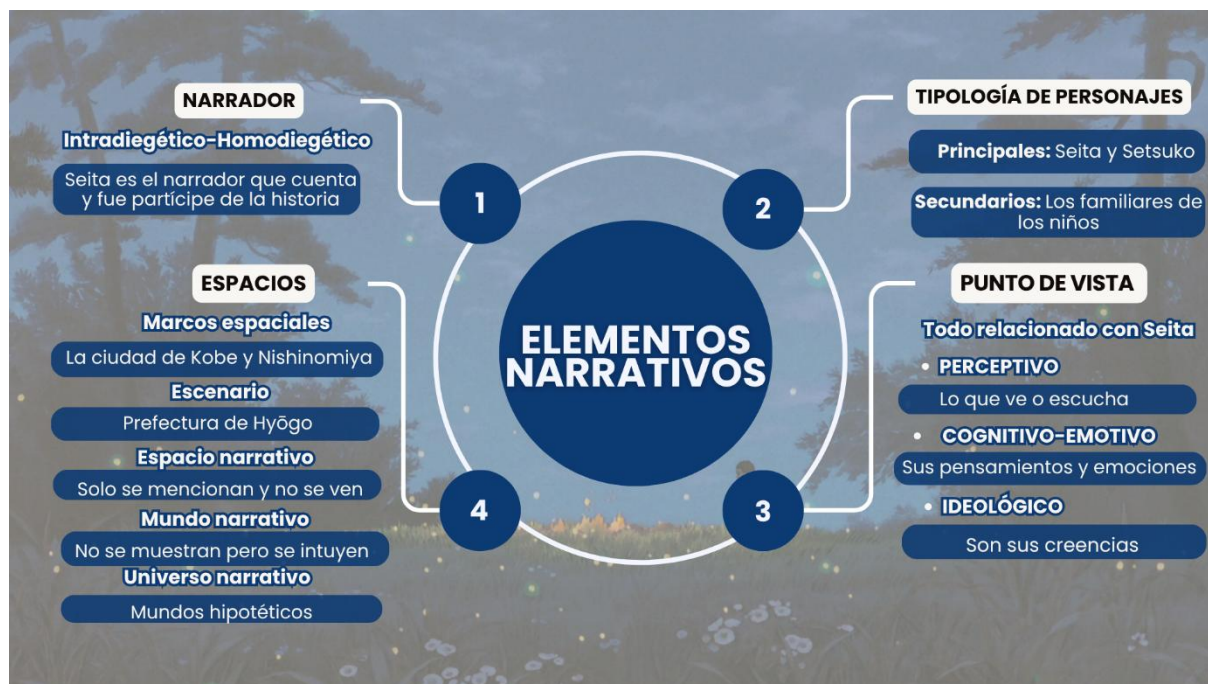 NARRADOR
Intradiegético-Homodiegético
Seita es el narrador que cuenta
y fue partícipe de la historia
1
TIPOLOGÍA DE PERSONAJES
Principales: Seita y Setsuko
Secundarios: Los familiares de
los niños
2
ELEMENTOS
NARRATIVOS
PUNTO DE VISTA
Todo relacionado con Seita
• PERCEPTIVO
Lo que ve o escucha
• COGNITIVO-EMOTIVO
Sus pensamientos y emociones
• IDEOLÓGICO
Son sus creencias
3
ESPACIOS
Marcos espaciales
La ciudad de Kobe y Nishinomiya
Escenario
Prefectura de Hyōgo
Espacio narrativo
Solo se mencionan y no se ven
Mundo narrativo
No se muestran pero se intuyen
Universo narrativo
Mundos hipotéticos
4